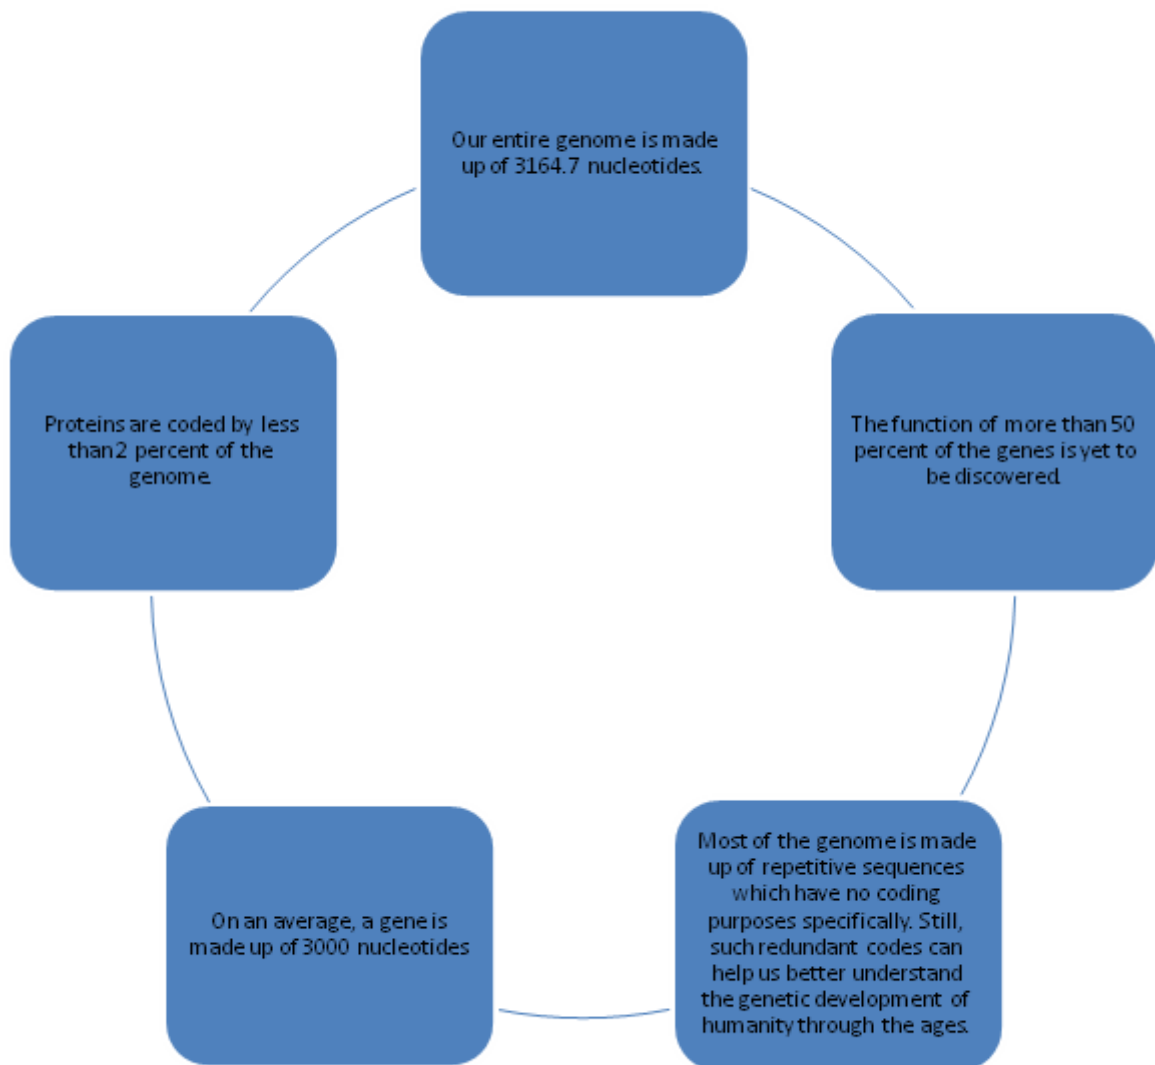 Our entire genome is made
up of 3164.7 nucleotides.
The function of more than 50
percent of the genes is yet to
be discovered.
Most of the genome is made
up of repetitive sequences
which have no coding
purposes specifically. Still,
such redundant codes can
help us better understand
the genetic development of
humanity through the ages.
On an average, a gene is
made up of 3000 nucleotides
Proteins are coded by less
than 2 percent of the
genome.